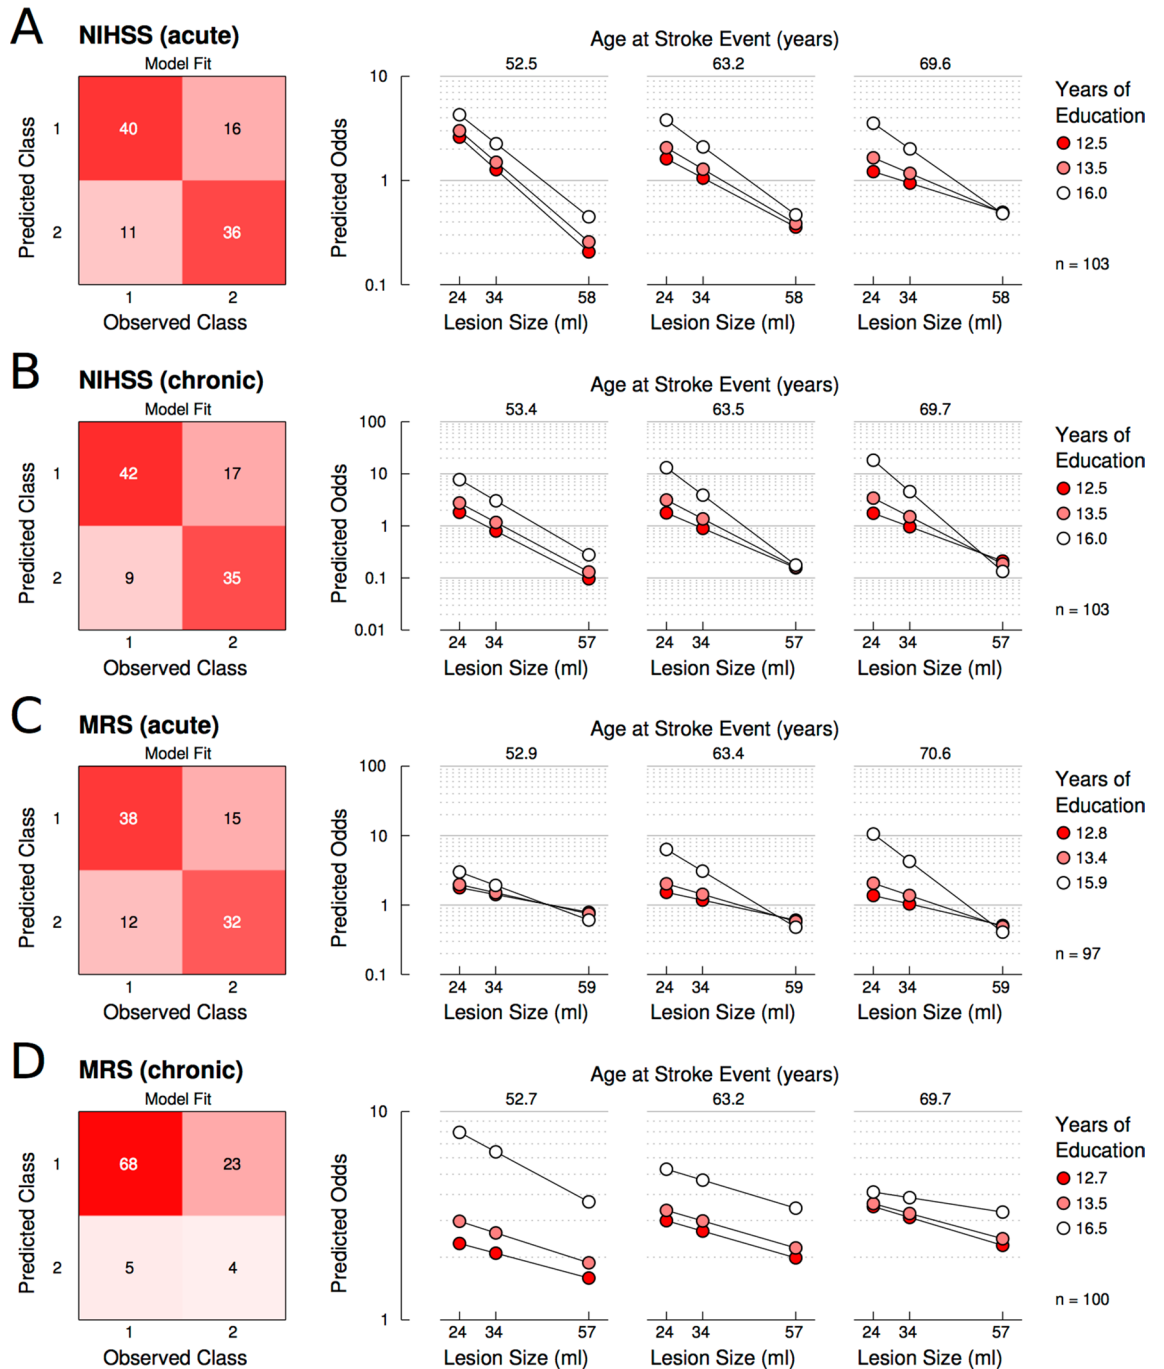 A NIHSS (acute)
Model Fit
Age at Stroke Event (years)
52.5 63.2 69.6
Predicted Class
1 40 16
2 11 36
1 2
Observed Class
Predicted Odds
10
1
0.1
24 34 58 24 34 58 24 34 58
Lesion Size (ml) Lesion Size (ml) Lesion Size (ml)
Years of
Education
12.5
13.5
16.0
n = 103
B NIHSS (chronic)
Model Fit
Age at Stroke Event (years)
53.4 63.5 69.7
Predicted Class
1 42 17
2 9 35
1 2
Observed Class
Predicted Odds
100
10
1
0.1
0.01
24 34 57 24 34 57 24 34 57
Lesion Size (ml) Lesion Size (ml) Lesion Size (ml)
Years of
Education
12.5
13.5
16.0
n = 103
C MRS (acute)
Model Fit
Age at Stroke Event (years)
52.9 63.4 70.6
Predicted Class
1 38 15
2 12 32
1 2
Observed Class
Predicted Odds
100
10
1
0.1
24 34 59 24 34 59 24 34 59
Lesion Size (ml) Lesion Size (ml) Lesion Size (ml)
Years of
Education
12.8
13.4
15.9
n = 97
D MRS (chronic)
Model Fit
Age at Stroke Event (years)
52.7 63.2 69.7
Predicted Class
1 68 23
2 5 4
1 2
Observed Class
Predicted Odds
10
1
24 34 57 24 34 57 24 34 57
Lesion Size (ml) Lesion Size (ml) Lesion Size (ml)
Years of
Education
12.7
13.5
16.5
n = 100